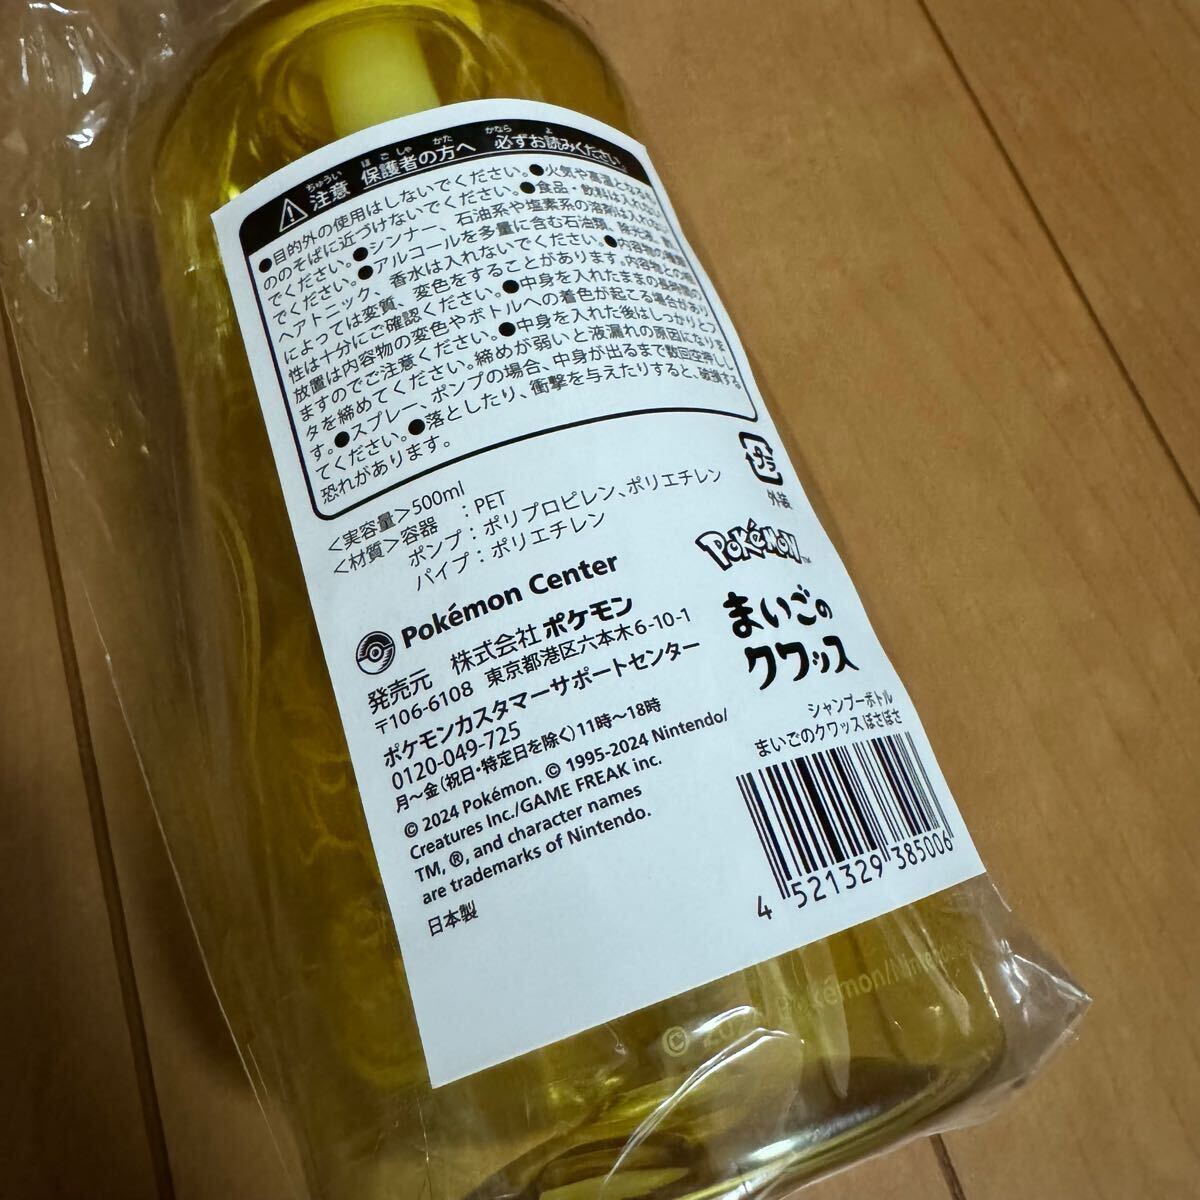 ちゅうい ほごしゃ かた かなら よ
注意 保護者の方へ 必ずお読みください。
●目的外の使用はしないでください。●火気や高温となるも
ののそばに近づけないでください。●食品・飲料は入れない
でください。●シンナー、石油系や塩素系の溶剤は入れ
でください。●アルコールを多量に含む石油類、除光液、
ヘアトニック、香水は入れないでください。●内容物の種類
によっては変質、変色をすることがあります。内容物との相
性は十分にご確認ください。●中身を入れたままの長時間の
放置は内容物の変色やボトルへの着色が起こる場合があり
ますのでご注意ください。●中身を入れた後はしっかりとフ
タを締めてください。締めが弱いと液漏れの原因になりま
す。●スプレー、ポンプの場合、中身が出るまで数回空押しし
てください。●落としたり、衝撃を与えたりすると、破損する
恐れがあります。
＜実容量＞500ml
＜材質＞容器 ：PET
ポンプ：ポリプロピレン、ポリエチレン
パイプ：ポリエチレン
外装
Pokémon Center
発売元 株式会社 ポケモン
〒106-6108 東京都港区六本木6-10-1
ポケモンカスタマーサポートセンター
0120-049-725
月～金（祝日・特定日を除く）11時～18時
© 2024 Pokémon. © 1995-2024 Nintendo/
Creatures Inc./GAME FREAK inc.
TM, ®, and character names
are trademarks of Nintendo.
日本製
POKéMON™
まいごの
クワッス
シャンプーボトル
まいごのクワッスぼさぼさ
4 521329 385006
Pokémon/Ninte